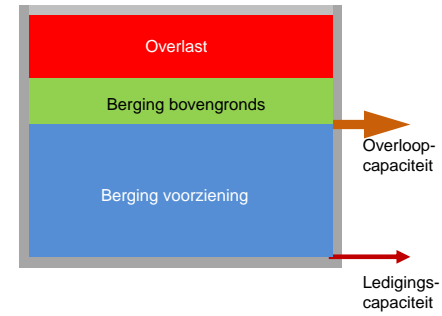 Overlast
Berging bovengronds
Overloop-
capaciteit
Berging voorziening
Ledigings-
capaciteit